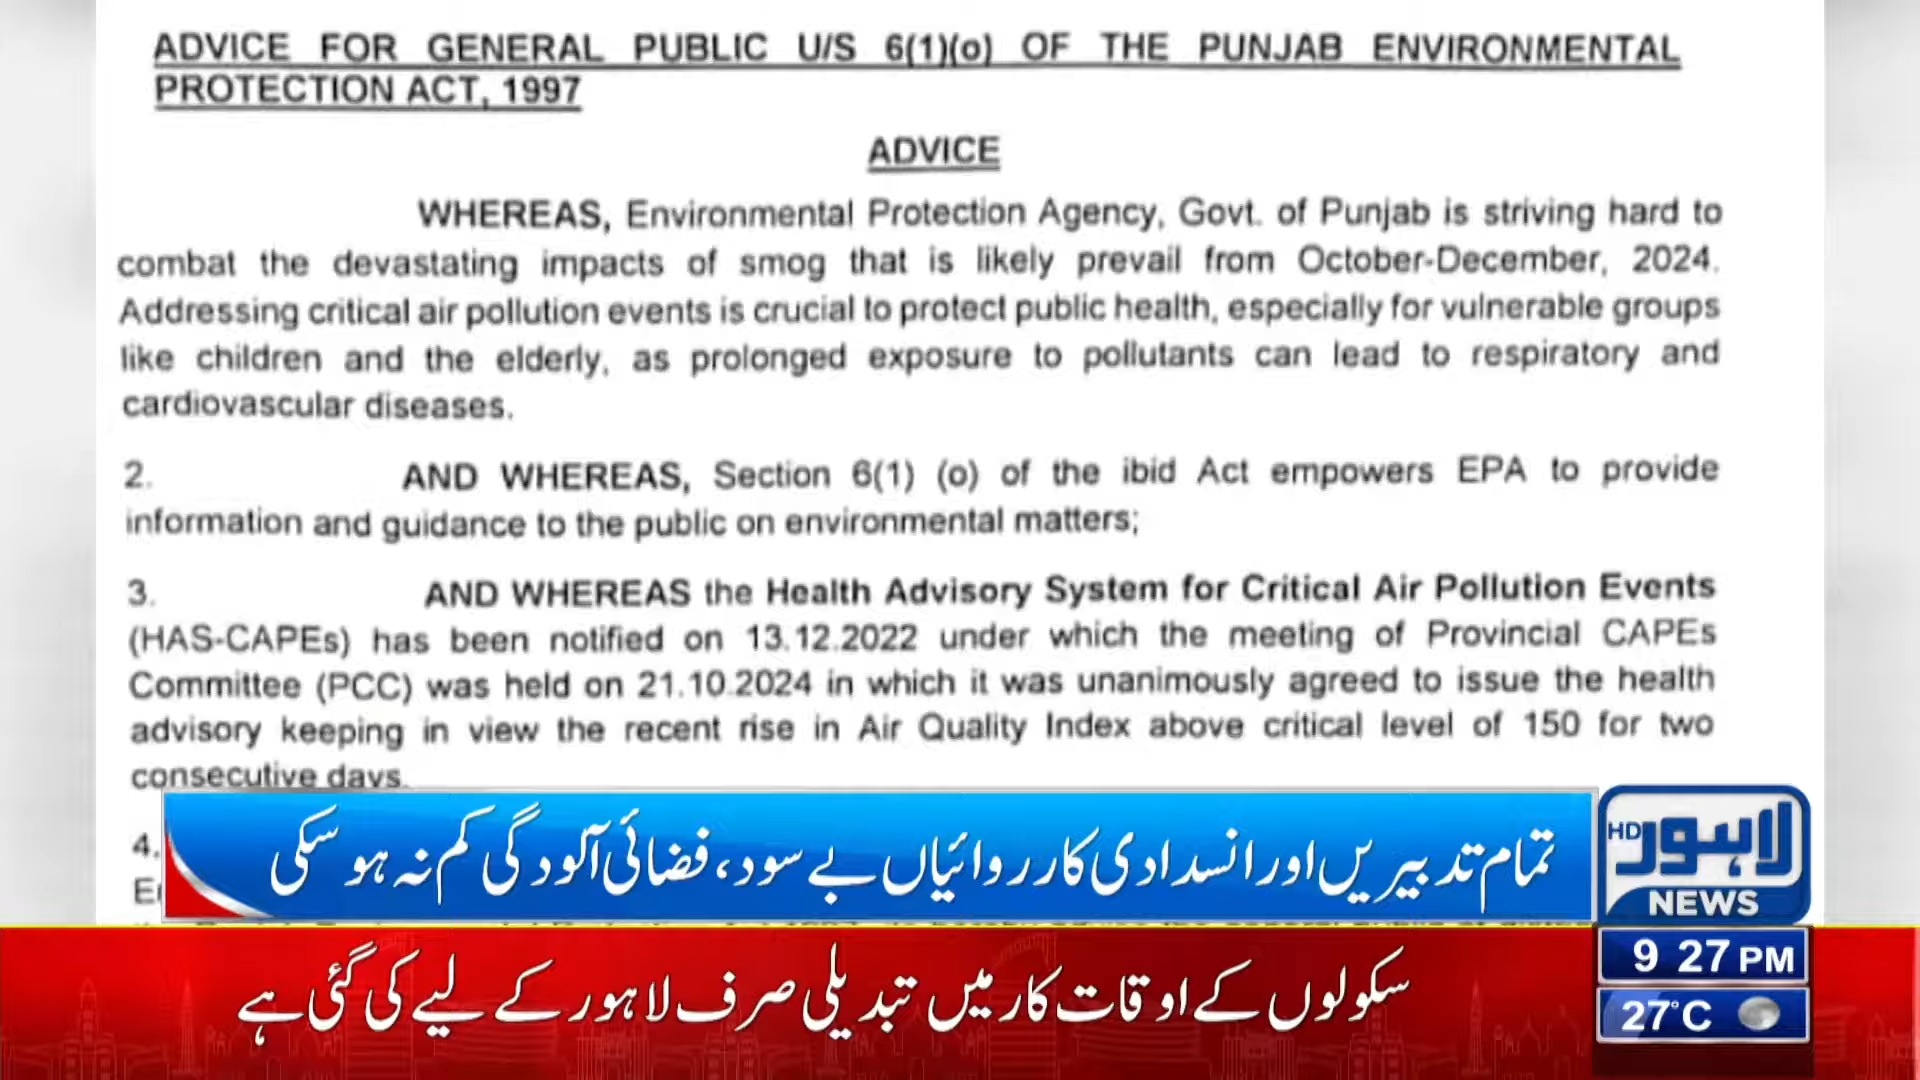 ADVICE FOR GENERAL PUBLIC U/S 6(1)(o) OF THE PUNJAB ENVIRONMENTAL
PROTECTION ACT, 1997
ADVICE
WHEREAS, Environmental Protection Agency, Govt. of Punjab is striving hard to
combat the devastating impacts of smog that is likely prevail from October-December, 2024.
Addressing critical air pollution events is crucial to protect public health, especially for vulnerable groups
like children and the elderly, as prolonged exposure to pollutants can lead to respiratory and
cardiovascular diseases.
2. AND WHEREAS, Section 6(1) (o) of the ibid Act empowers EPA to provide
information and guidance to the public on environmental matters;
3. AND WHEREAS the Health Advisory System for Critical Air Pollution Events
(HAS-CAPEs) has been notified on 13.12.2022 under which the meeting of Provincial CAPEs
Committee (PCC) was held on 21.10.2024 in which it was unanimously agreed to issue the health
advisory keeping in view the recent rise in Air Quality Index above critical level of 150 for two
consecutive days.
4.
تمام تدبیریں اور انسدادی کارروائیاں بے سود، فضائی آلودگی کم نہ ہو سکی
لاہور HD
NEWS
سکولوں کے اوقات کار میں تبدیلی صرف لاہور کے لیے کی گئی ہے
9 27 PM
27°C